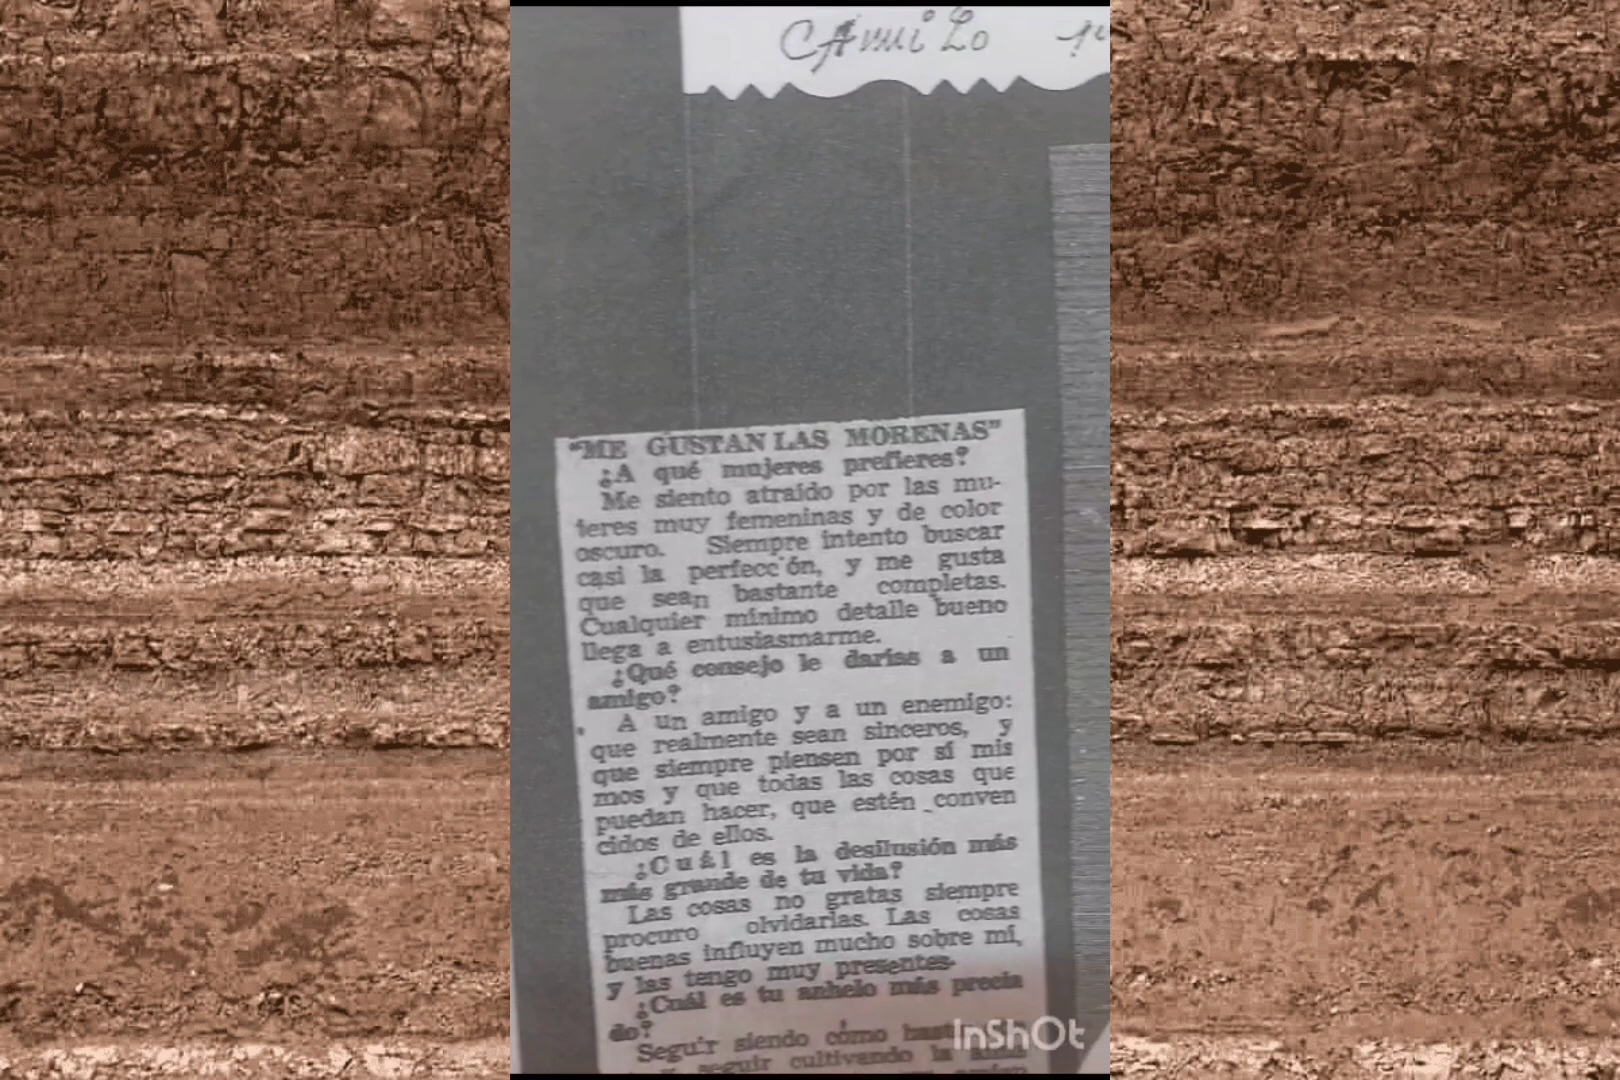 CAmiLo
"ME GUSTAN LAS MORENAS"
¿A qué mujeres prefieres?
Me siento atraído por las mu-
jeres muy femeninas y de color
oscuro. Siempre intento buscar
casi la perfecc ón, y me gusta
que sean bastante completas.
Cualquier mínimo detalle bueno
llega a entusiasmarme.
¿Qué consejo le darías a un
amigo?
A un amigo y a un enemigo:
que realmente sean sinceros, y
que siempre piensen por sí mis
mos y que todas las cosas que
puedan hacer, que estén conven
cidos de ellos.
¿Cuál es la desilusión más
más grande de tu vida?
Las cosas no gratas siempre
procuro olvidarlas. Las cosas
buenas influyen mucho sobre mí,
y las tengo muy presentes.
¿Cuál es tu anhelo más precia
do?
Seguir siendo cómo
seguir cultivando la
InShOt